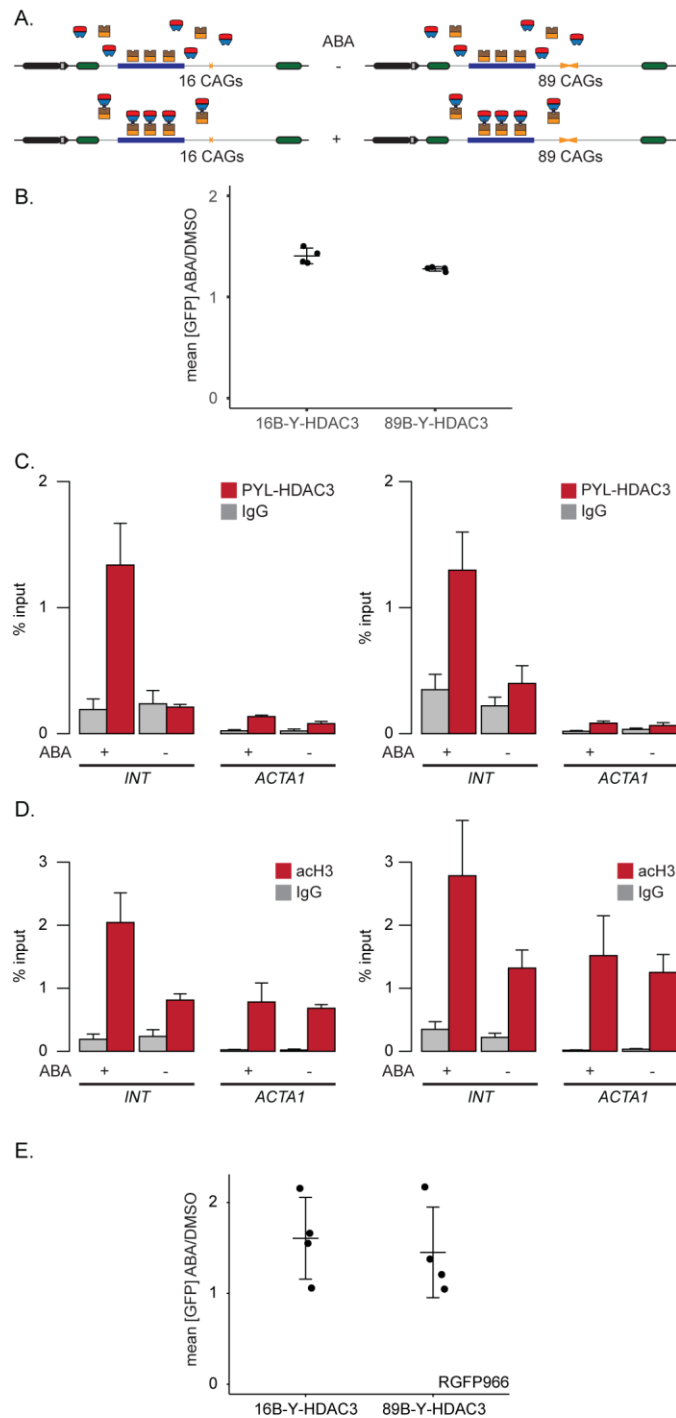 A.
ABA
16 CAGs - 89 CAGs
16 CAGs + 89 CAGs
B.
mean [GFP] ABA/DMSO
2
1
0
16B-Y-HDAC3 89B-Y-HDAC3
C.
% input
2
1
0
PYL-HDAC3
IgG
ABA + - + -
INT ACTA1
% input
2
1
0
PYL-HDAC3
IgG
+ - + -
INT ACTA1
D.
% input
3
2
1
0
acH3
IgG
ABA + - + -
INT ACTA1
% input
3
2
1
0
acH3
IgG
+ - + -
INT ACTA1
E.
mean [GFP] ABA/DMSO
2
1
0
RGFP966
16B-Y-HDAC3 89B-Y-HDAC3